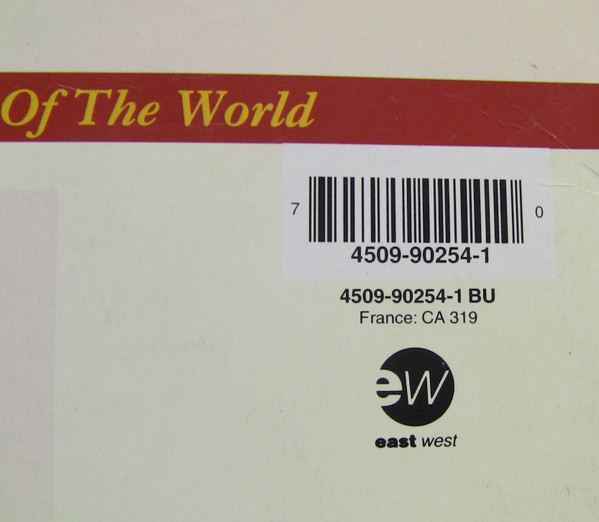 Of The World
7 0
4509-90254-1
4509-90254-1 BU
France: CA 319
ew
east west